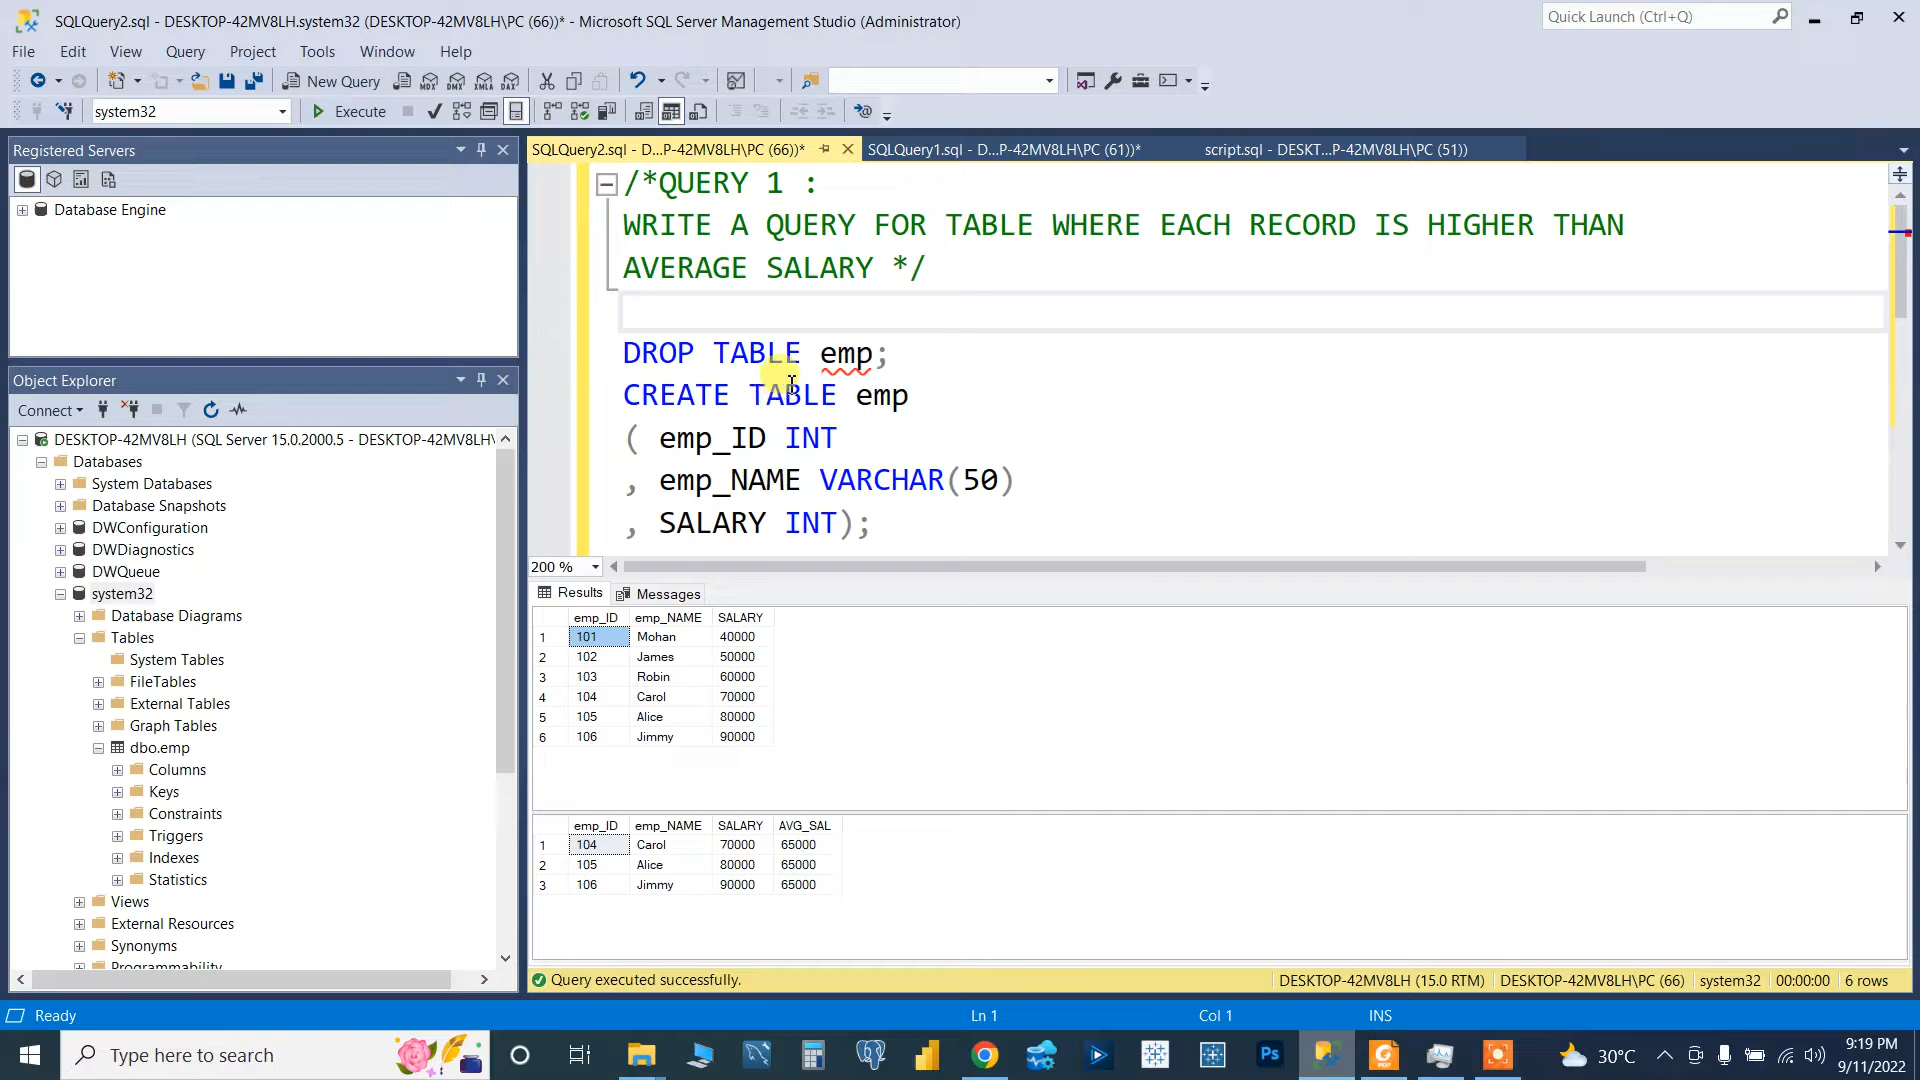 SQLQuery2.sql - DESKTOP-42MV8LH.system32 (DESKTOP-42MV8LH\PC (66))* - Microsoft SQL Server Management Studio (Administrator)
Quick Launch (Ctrl+Q)
File Edit View Query Project Tools Window Help
New Query
MDX DMX XMLA DAX
system32
Execute
Registered Servers
Database Engine
Object Explorer
Connect
DESKTOP-42MV8LH (SQL Server 15.0.2000.5 - DESKTOP-42MV8LH\
Databases
System Databases
Database Snapshots
DWConfiguration
DWDiagnostics
DWQueue
system32
Database Diagrams
Tables
System Tables
FileTables
External Tables
Graph Tables
dbo.emp
Columns
Keys
Constraints
Triggers
Indexes
Statistics
Views
External Resources
Synonyms
Programmability
SQLQuery2.sql - D...P-42MV8LH\PC (66))*
SQLQuery1.sql - D...P-42MV8LH\PC (61))*
script.sql - DESKT...P-42MV8LH\PC (51))
/*QUERY 1 :
WRITE A QUERY FOR TABLE WHERE EACH RECORD IS HIGHER THAN
AVERAGE SALARY */
DROP TABLE emp;
CREATE TABLE emp
( emp_ID INT
, emp_NAME VARCHAR(50)
, SALARY INT);
200 %
Results Messages
emp_ID emp_NAME SALARY
1 101 Mohan 40000
2 102 James 50000
3 103 Robin 60000
4 104 Carol 70000
5 105 Alice 80000
6 106 Jimmy 90000
emp_ID emp_NAME SALARY AVG_SAL
1 104 Carol 70000 65000
2 105 Alice 80000 65000
3 106 Jimmy 90000 65000
Query executed successfully.
DESKTOP-42MV8LH (15.0 RTM) DESKTOP-42MV8LH\PC (66) system32 00:00:00 6 rows
Ready
Ln 1
Col 1
INS
Type here to search
Ps
30°C
9:19 PM
9/11/2022